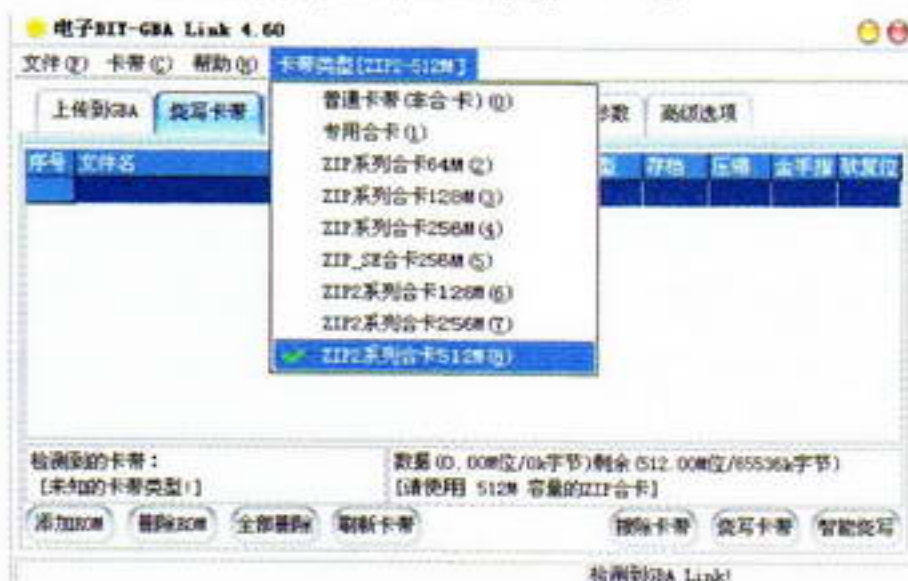 电子DIY-GBA Link 4.60
文件(F) 卡带(C) 帮助(H) 卡带类型[ZIP2-512M]
上传到GBA 烧写卡带 参数 高级选项
普通卡带(非合卡)(0)
专用合卡(1)
序号 文件名 型 存档 压缩 金手指 软复位
ZIP系列合卡64M(2)
ZIP系列合卡128M(3)
ZIP系列合卡256M(4)
ZIP_SE合卡256M(5)
ZIP2系列合卡128M(6)
ZIP2系列合卡256M(7)
ZIP2系列合卡512M(8)
检测到的卡带：
[未知的卡带类型!]
数据(0.00M位/0k字节)剩余(512.00M位/65536k字节)
[请使用 512M 容量的ZIP合卡]
添加ROM 删除ROM 全部删除 刷新卡带 擦除卡带 烧写卡带 智能烧写
检测到GBA Link!